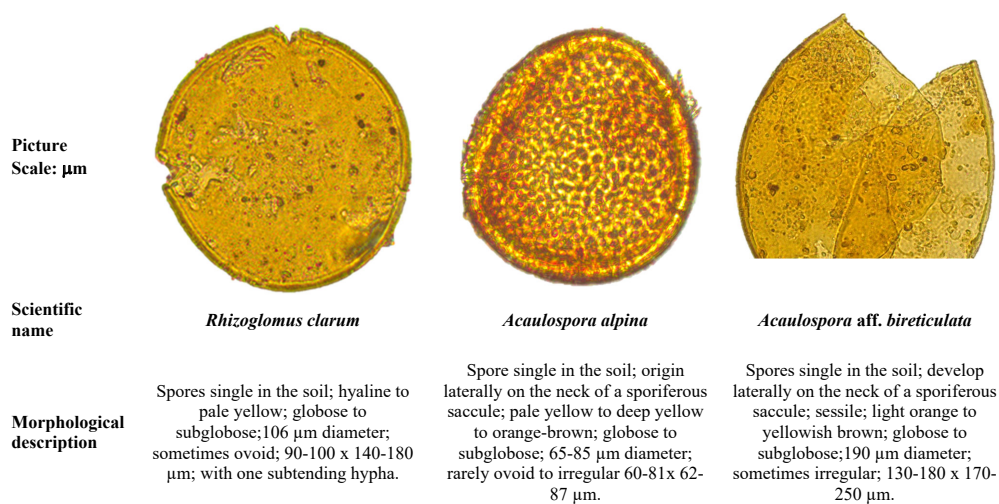 Picture
Scale: µm
Scientific
name
Rhizoglomus clarum
Acaulospora alpina
Acaulospora aff. bireticulata
Morphological
description
Spores single in the soil; hyaline to
pale yellow; globose to
subglobose;106 µm diameter;
sometimes ovoid; 90-100 x 140-180
µm; with one subtending hypha.
Spore single in the soil; origin
laterally on the neck of a sporiferous
saccule; pale yellow to deep yellow
to orange-brown; globose to
subglobose; 65-85 µm diameter;
rarely ovoid to irregular 60-81x 62-
87 µm.
Spores single in the soil; develop
laterally on the neck of a sporiferous
saccule; sessile; light orange to
yellowish brown; globose to
subglobose;190 µm diameter;
sometimes irregular; 130-180 x 170-
250 µm.